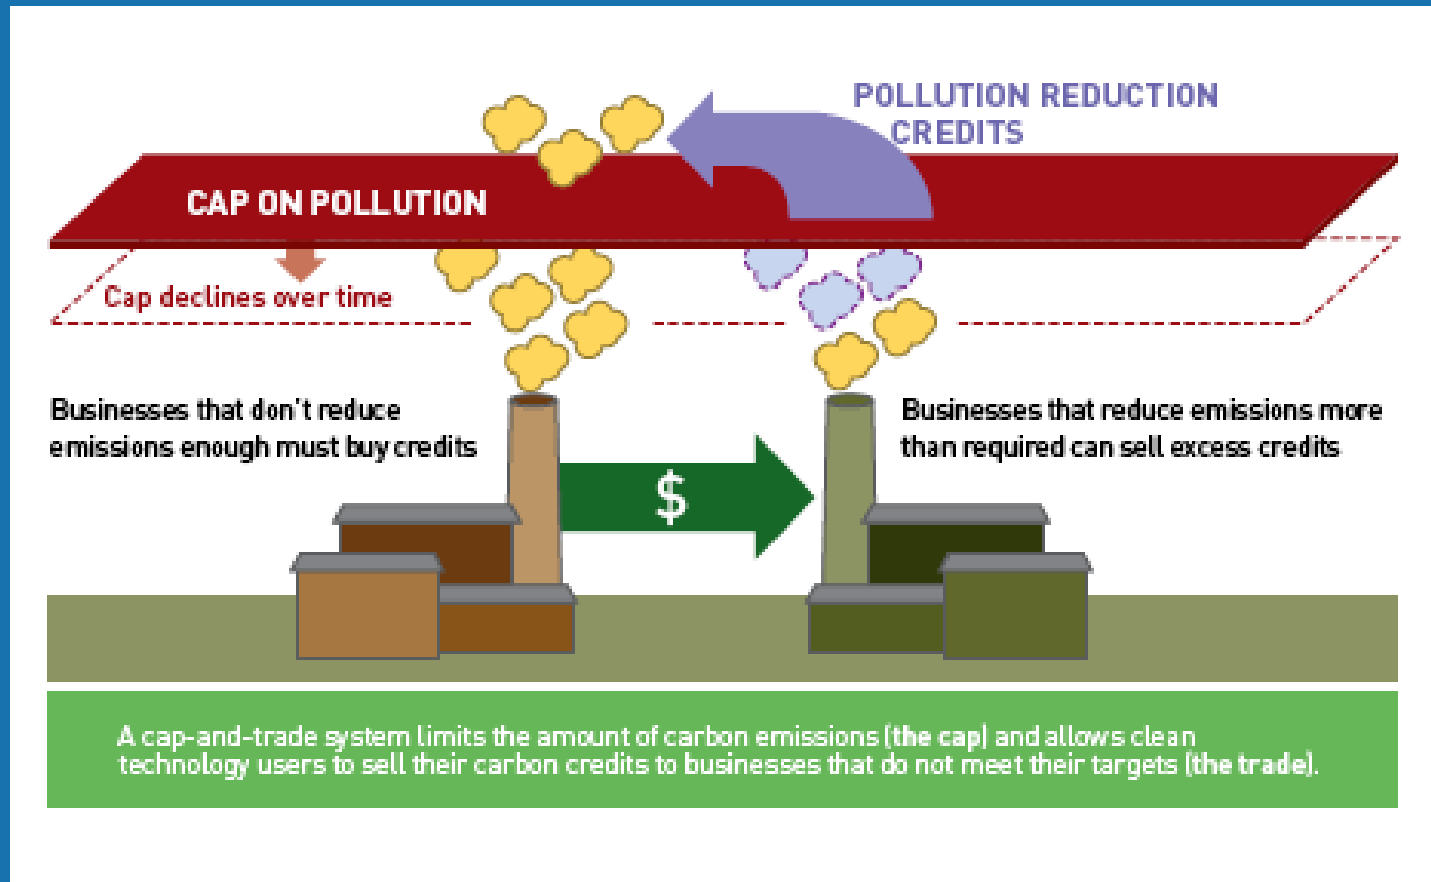 POLLUTION REDUCTION
CREDITS
CAP ON POLLUTION
Cap declines over time
Businesses that don't reduce
emissions enough must buy credits
$
Businesses that reduce emissions more
than required can sell excess credits
A cap-and-trade system limits the amount of carbon emissions (the cap) and allows clean
technology users to sell their carbon credits to businesses that do not meet their targets (the trade).